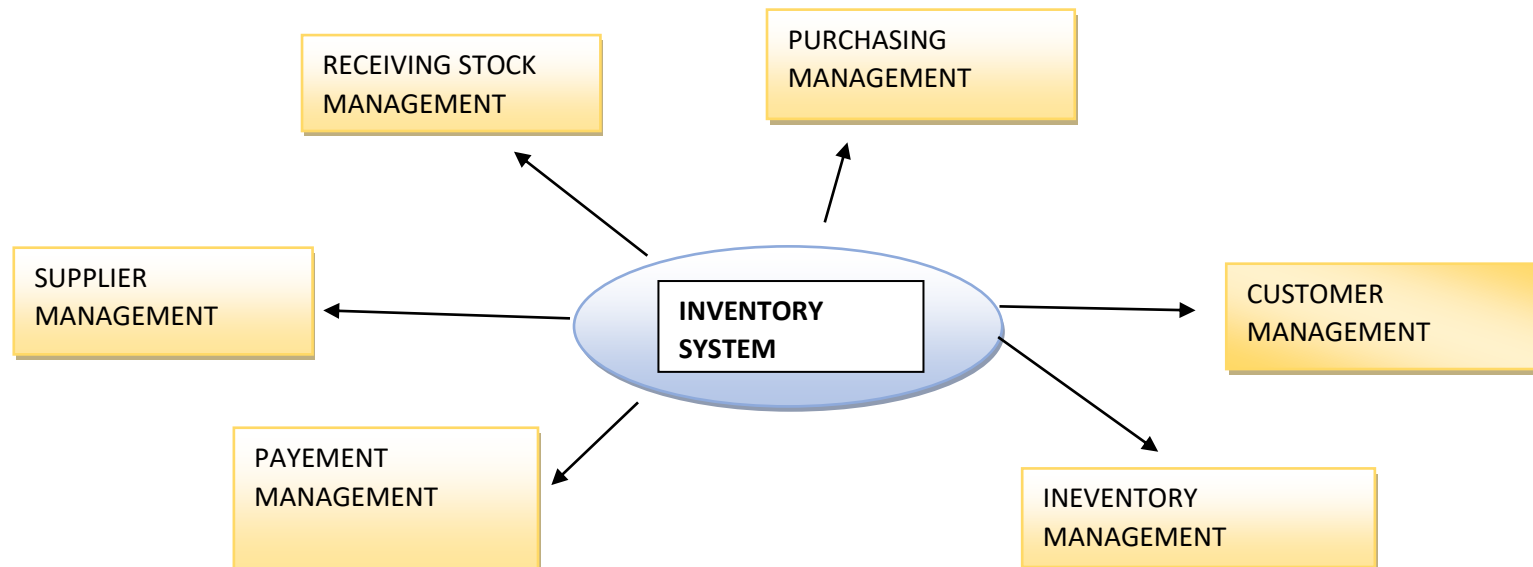 RECEIVING STOCK
MANAGEMENT
PURCHASING
MANAGEMENT
SUPPLIER
MANAGEMENT
INVENTORY
SYSTEM
CUSTOMER
MANAGEMENT
PAYEMENT
MANAGEMENT
INEVENTORY
MANAGEMENT